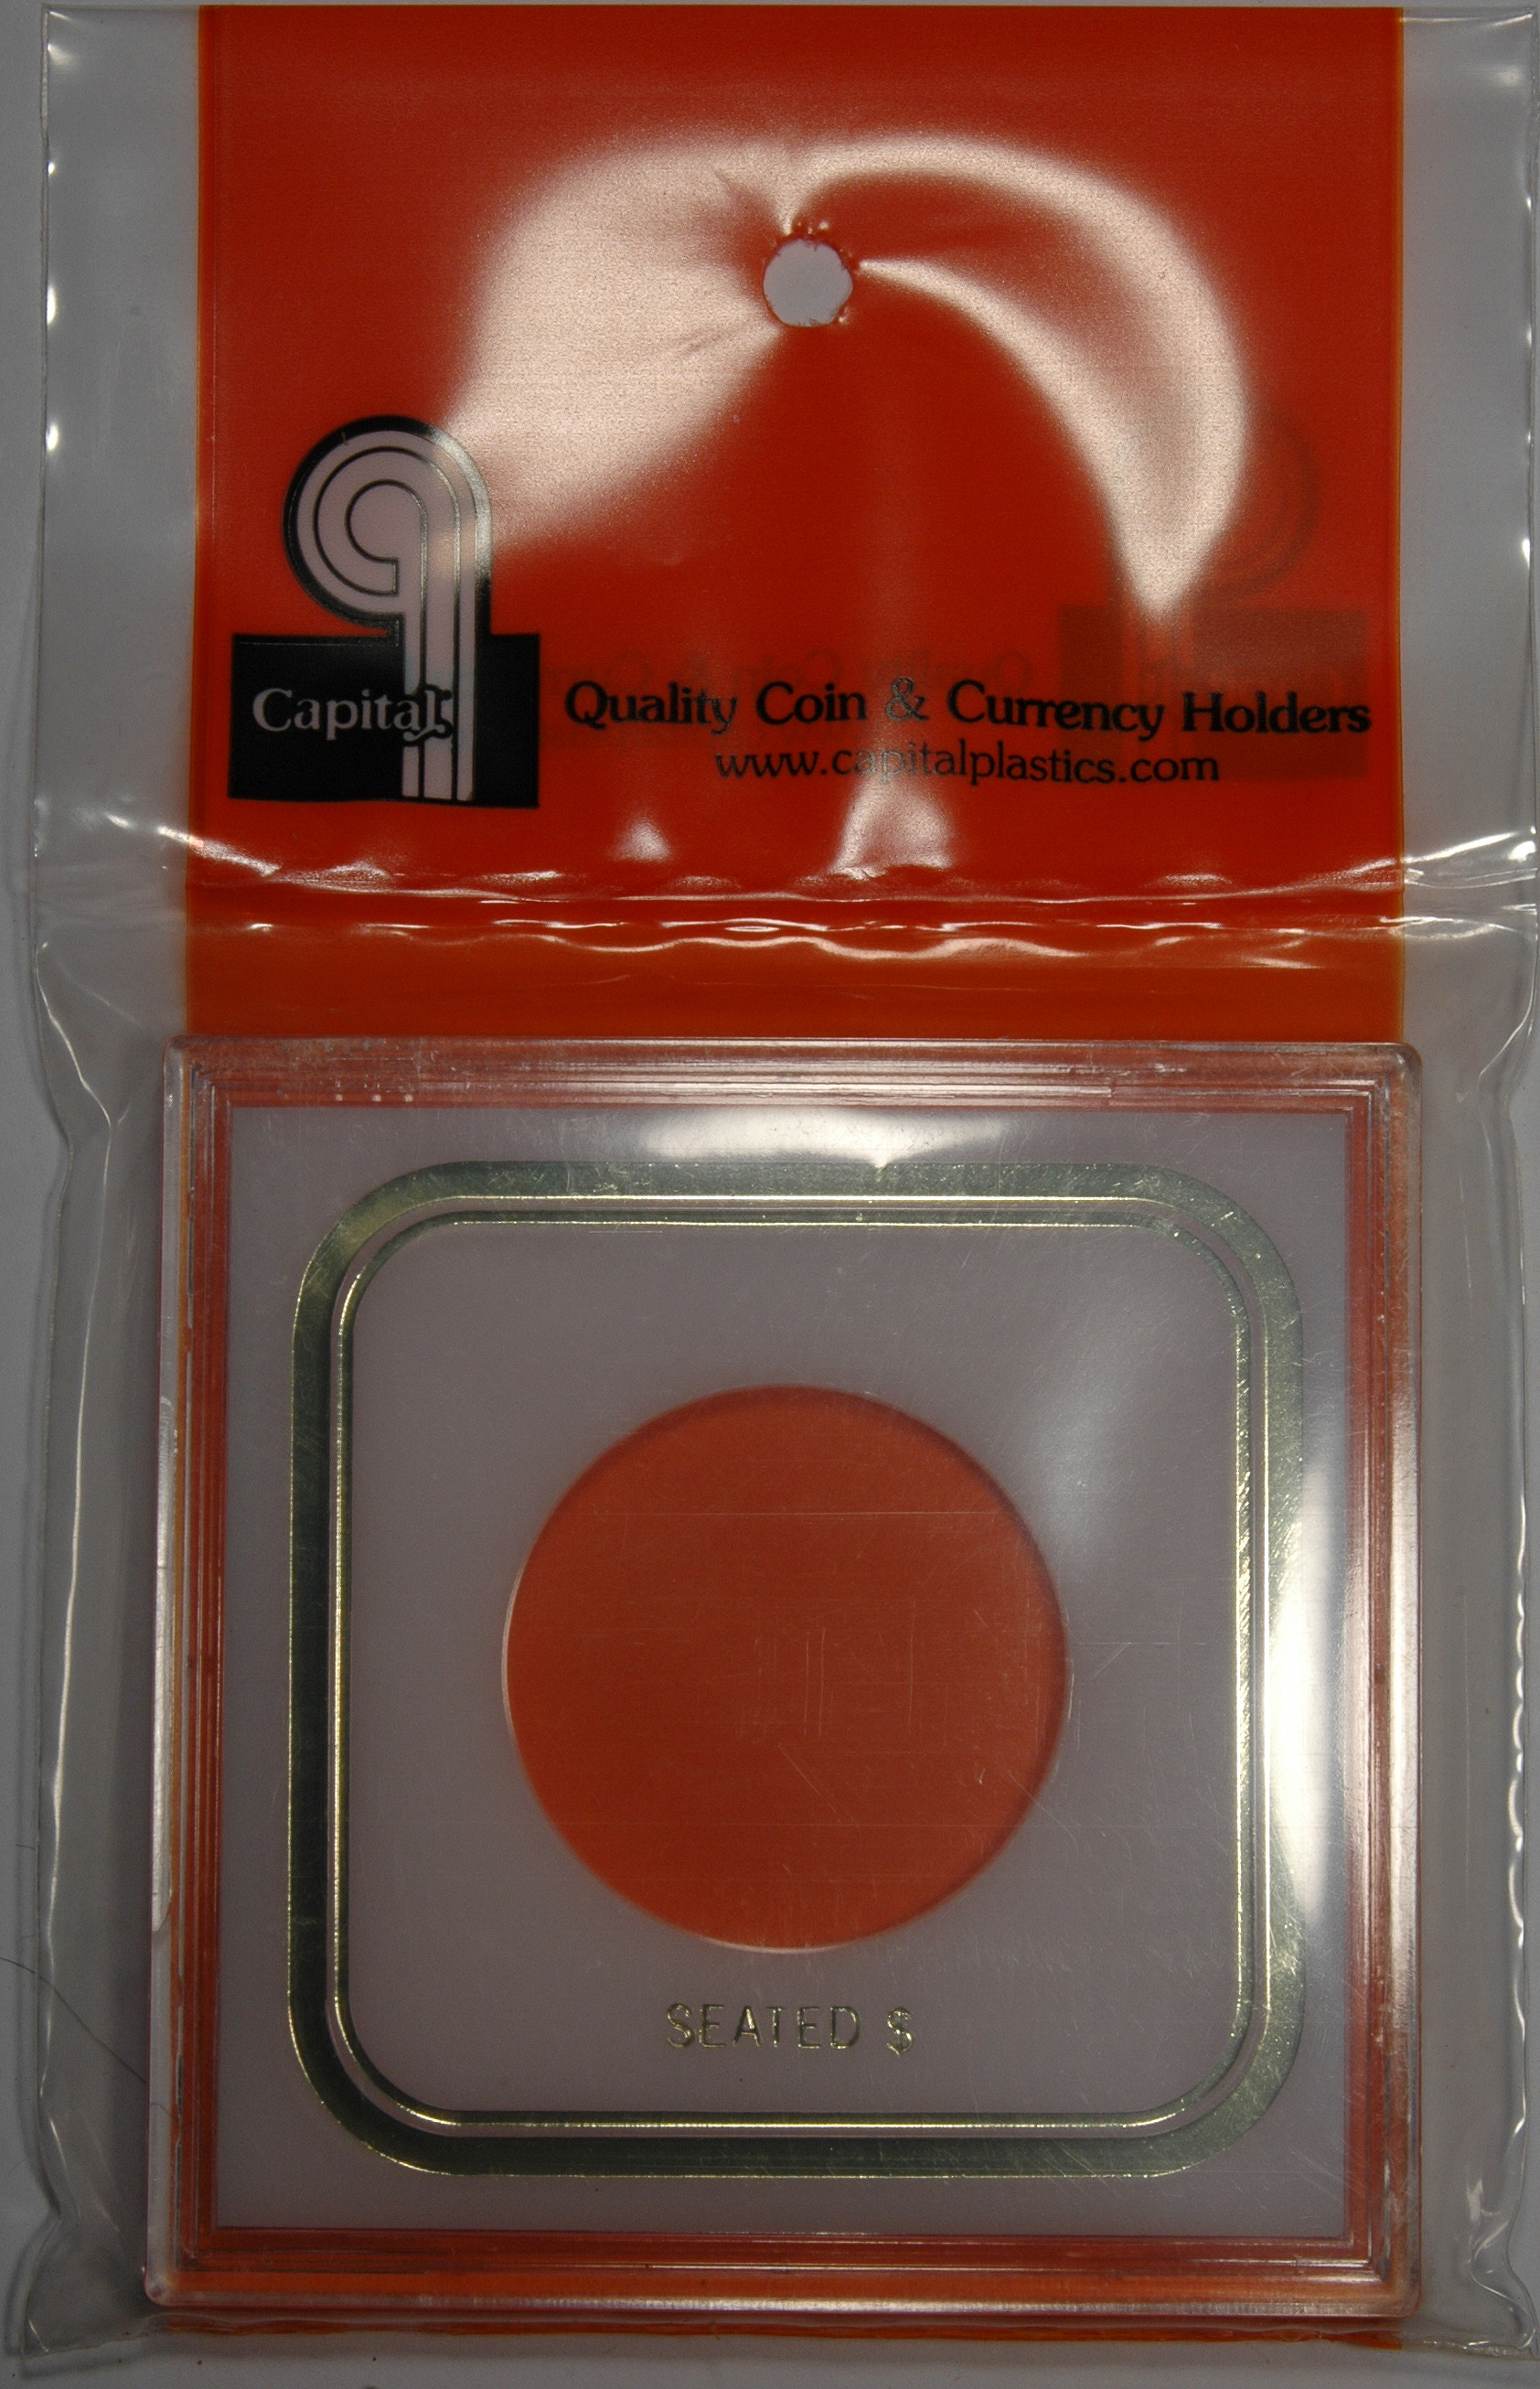 Capital
Quality Coin & Currency Holders
www.capitalplastics.com
SEATED $